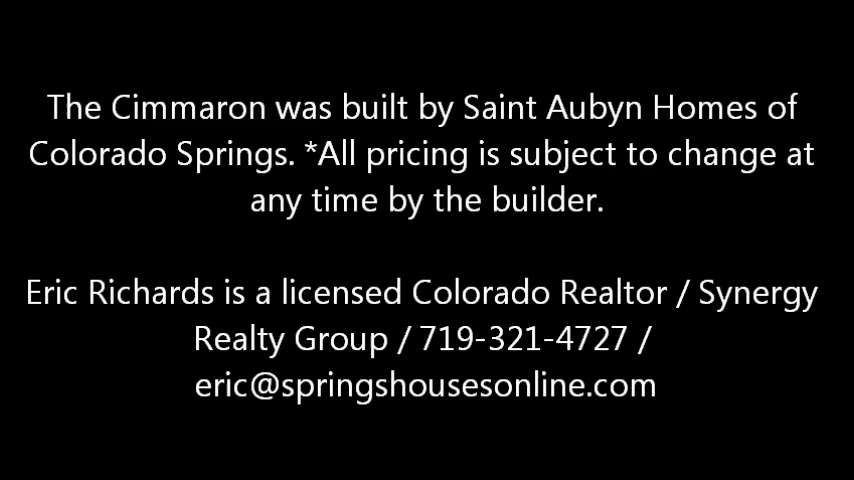 The Cimmaron was built by Saint Aubyn Homes of
Colorado Springs. *All pricing is subject to change at
any time by the builder.
Eric Richards is a licensed Colorado Realtor / Synergy
Realty Group / 719-321-4727 /
eric@springshousesonline.com